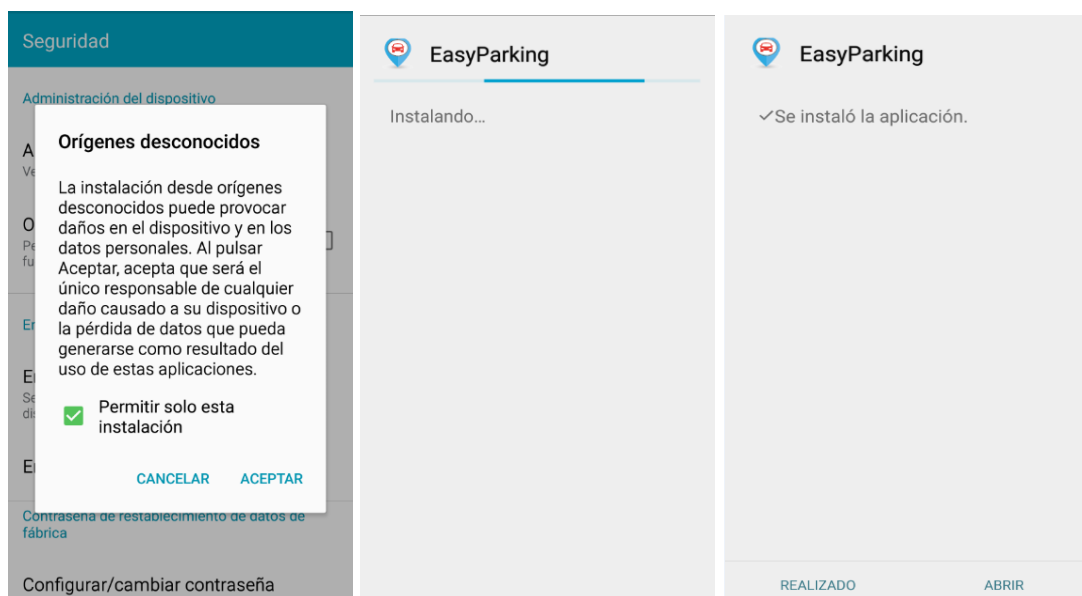 Seguridad
Administración del dispositivo
Orígenes desconocidos
La instalación desde orígenes
desconocidos puede provocar
daños en el dispositivo y en los
datos personales. Al pulsar
Aceptar, acepta que será el
único responsable de cualquier
daño causado a su dispositivo o
la pérdida de datos que pueda
generarse como resultado del
uso de estas aplicaciones.
Permitir solo esta
instalación
CANCELAR ACEPTAR
Contraseña de restablecimiento de datos de
fábrica
Configurar/cambiar contraseña
EasyParking
Instalando...
EasyParking
✓Se instaló la aplicación.
REALIZADO ABRIR